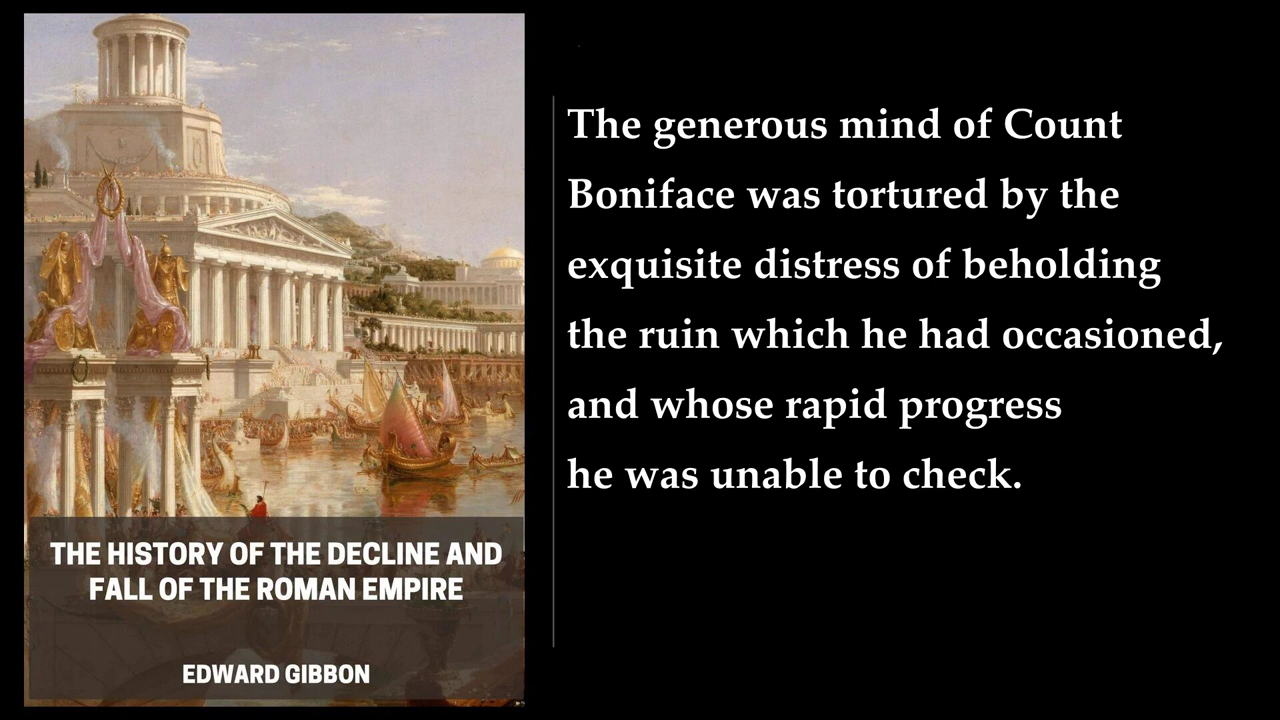 THE HISTORY OF THE DECLINE AND
FALL OF THE ROMAN EMPIRE
EDWARD GIBBON
The generous mind of Count
Boniface was tortured by the
exquisite distress of beholding
the ruin which he had occasioned,
and whose rapid progress
he was unable to check.